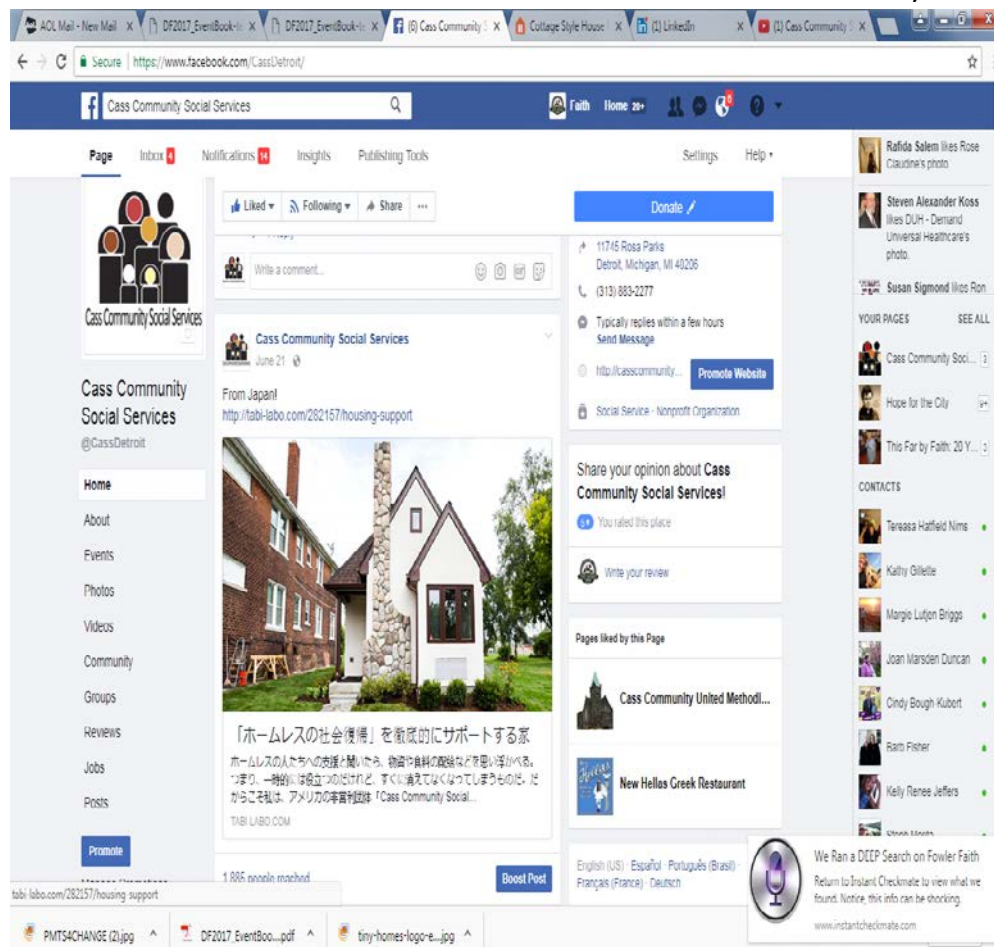 AOL Mail - New Mail
DF2017_EventBook-te
DF2017_EventBook-te
(6) Cass Community S
Cottage Style House
(1) LinkedIn
(1) Cass Community S
Secure | https://www.facebook.com/CassDetroit/
Cass Community Social Services
Faith Home 20+
Page Inbox 4 Notifications 14 Insights Publishing Tools Settings Help
Liked Following Share ...
Donate
Write a comment...
Cass Community Social Services
Cass Community
Social Services
@CassDetroit
Home
About
Events
Photos
Videos
Community
Groups
Reviews
Jobs
Posts
Promote
Cass Community Social Services
June 21
From Japan!
http://tabi-labo.com/282157/housing-support
「ホームレスの社会復帰」を徹底的にサポートする家
ホームレスの人たちへの支援と聞いたら、物資や食料の配給などを思い浮かべる。
つまり、一時的には役立つのだけれど、すぐに消えてなくなってしまうものだ。だ
からこそ私は、アメリカの非営利団体「Cass Community Social...
TABI-LABO.COM
1,885 people reached
Boost Post
11745 Rosa Parks
Detroit, Michigan, MI 48206
(313) 883-2277
Typically replies within a few hours
Send Message
http://casscommunity... Promote Website
Social Service · Nonprofit Organization
Share your opinion about Cass
Community Social Services!
5★ You rated this place
Write your review
Pages liked by this Page
Cass Community United Methodi...
New Hellas Greek Restaurant
English (US) · Español · Português (Brasil) ·
Français (France) · Deutsch
Rafida Salem likes Rose
Claudine's photo.
Steven Alexander Koss
likes DUH - Demand
Universal Healthcare's
photo.
Susan Sigmond likes Ron
YOUR PAGES SEE ALL
Cass Community Soci... 3
Hope for the City 9+
This Far by Faith: 20 Y... 3
CONTACTS
Tereasa Hatfield Nims
Kathy Gillette
Margie Lutjen Briggs
Joan Marsden Duncan
Cindy Bough Kubert
Barb Fisher
Kelly Renee Jeffers
We Ran a DEEP Search on Fowler Faith
Return to Instant Checkmate to view what we
found. Notice, this info can be shocking.
www.instantcheckmate.com
tabi-labo.com/282157/housing-support
PMTS4CHANGE (2).jpg
DF2017_EventBoo....pdf
tiny-homes-logo-e....jpg